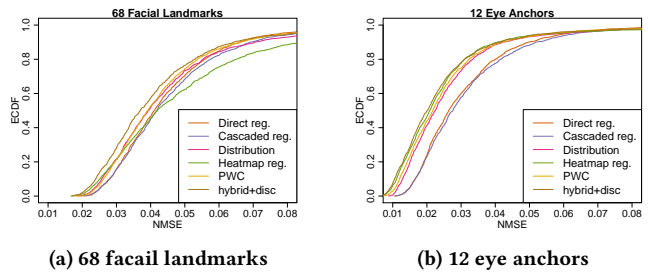 68 Facial Landmarks
ECDF
0.0 0.2 0.4 0.6 0.8 1.0
Direct reg.
Cascaded reg.
Distribution
Heatmap reg.
PWC
hybrid+disc
0.01 0.02 0.03 0.04 0.05 0.06 0.07 0.08
NMSE
(a) 68 facail landmarks
12 Eye Anchors
ECDF
0.0 0.2 0.4 0.6 0.8 1.0
Direct reg.
Cascaded reg.
Distribution
Heatmap reg.
PWC
hybrid+disc
0.01 0.02 0.03 0.04 0.05 0.06 0.07 0.08
NMSE
(b) 12 eye anchors